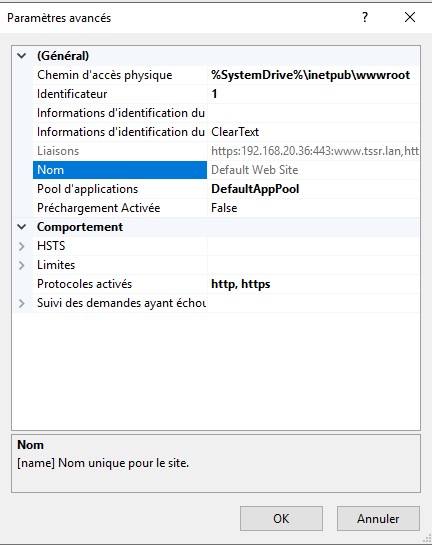 Paramètres avancés ? ×
(Général)
Chemin d'accès physique %SystemDrive%\inetpub\wwwroot
Identificateur 1
Informations d'identification du
Informations d'identification du ClearText
Liaisons https:192.168.20.36:443:www.tssr.lan,htt
Nom Default Web Site
Pool d'applications DefaultAppPool
Préchargement Activée False
Comportement
HSTS
Limites
Protocoles activés http, https
Suivi des demandes ayant échou
Nom
[name] Nom unique pour le site.
OK Annuler